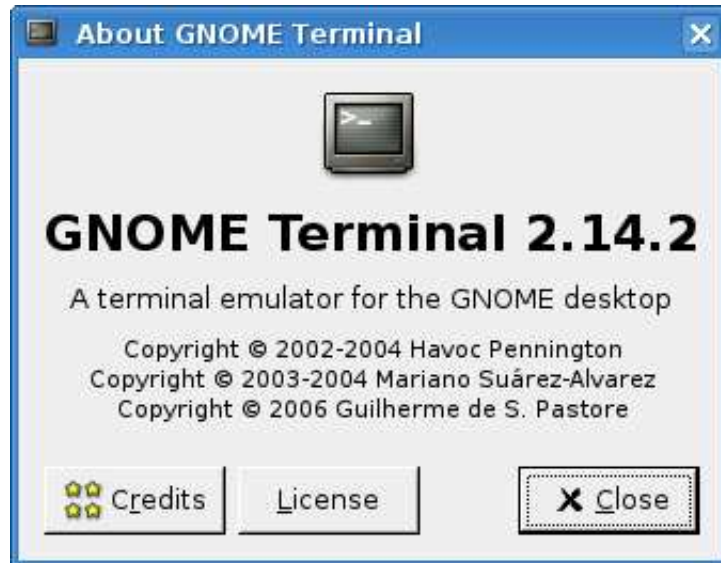 About GNOME Terminal
>_
GNOME Terminal 2.14.2
A terminal emulator for the GNOME desktop
Copyright © 2002-2004 Havoc Pennington
Copyright © 2003-2004 Mariano Suárez-Alvarez
Copyright © 2006 Guilherme de S. Pastore
Credits
License
Close